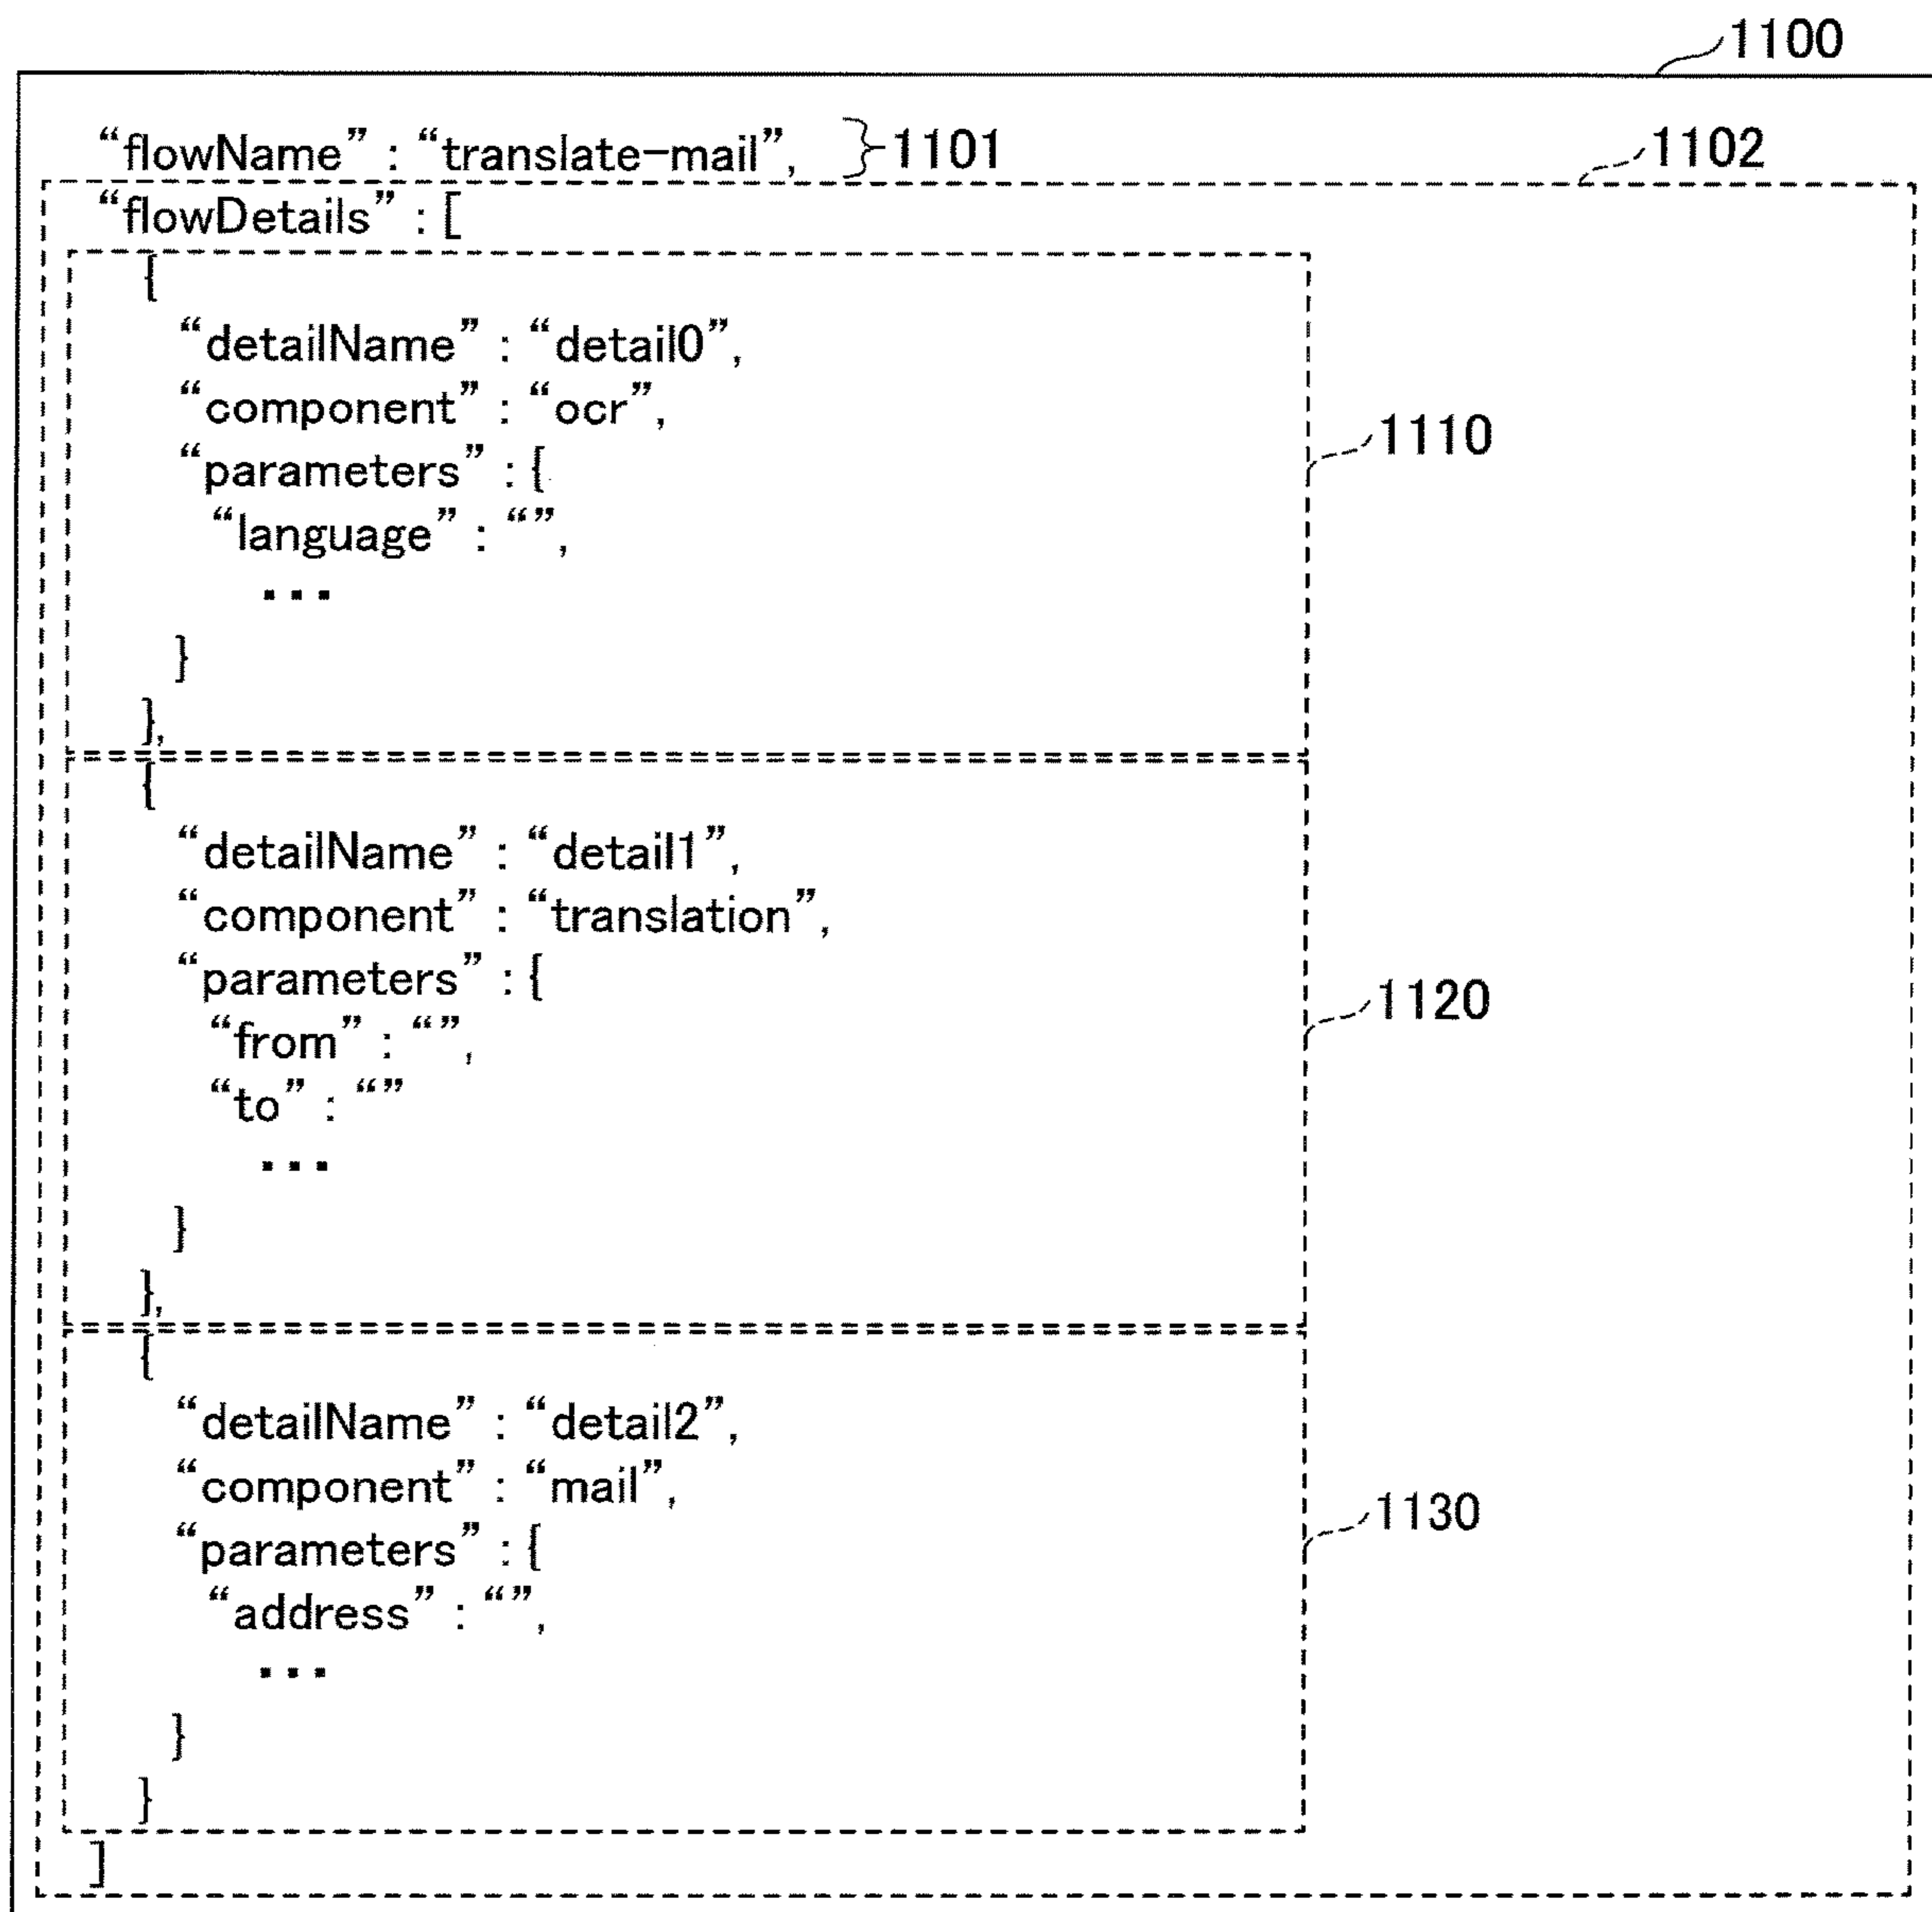 1100
“flowName” : “translate-mail”, 1101
1102
“flowDetails” : [
{
“detailName” : “detail0”,
“component” : “ocr”,
1110
“parameters” : {
“language” : “”,
...
}
},
{
“detailName” : “detail1”,
“component” : “translation”,
“parameters” : {
1120
“from” : “”,
“to” : “”
...
}
},
{
“detailName” : “detail2”,
“component” : “mail”,
1130
“parameters” : {
“address” : “”,
...
}
}
]